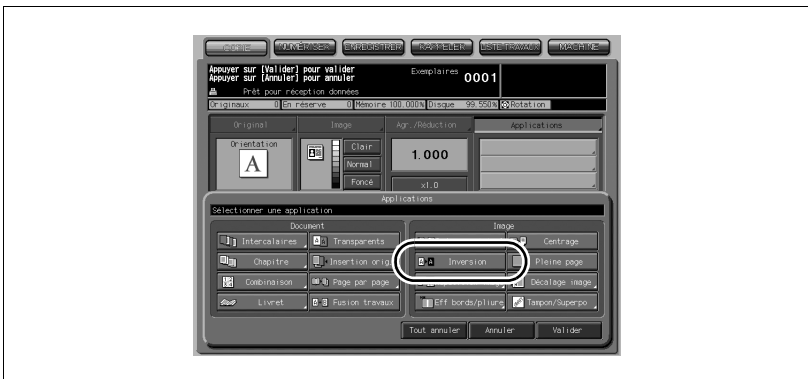 COPIE NUMÉRISER ENREGISTRER RAPPELER LISTE TRAVAUX MACHINE
Appuyer sur [Valider] pour valider
Appuyer sur [Annuler] pour annuler
Exemplaires 0001
Prêt pour réception données
Originaux 0 En réserve 0 Mémoire 100.000% Disque 99.550% Rotation
Original Image Agr./Réduction Applications
Orientation
A
Clair
Normal
Foncé
1.000
x1.0
Applications
Sélectionner une application
Document Image
Intercalaires Transparents Centrage
Chapitre Insertion orig Inversion Pleine page
Combinaison Page par page Décalage image
Livret Fusion travaux Eff bords/pliure Tampon/Superpo
Tout annuler Annuler Valider